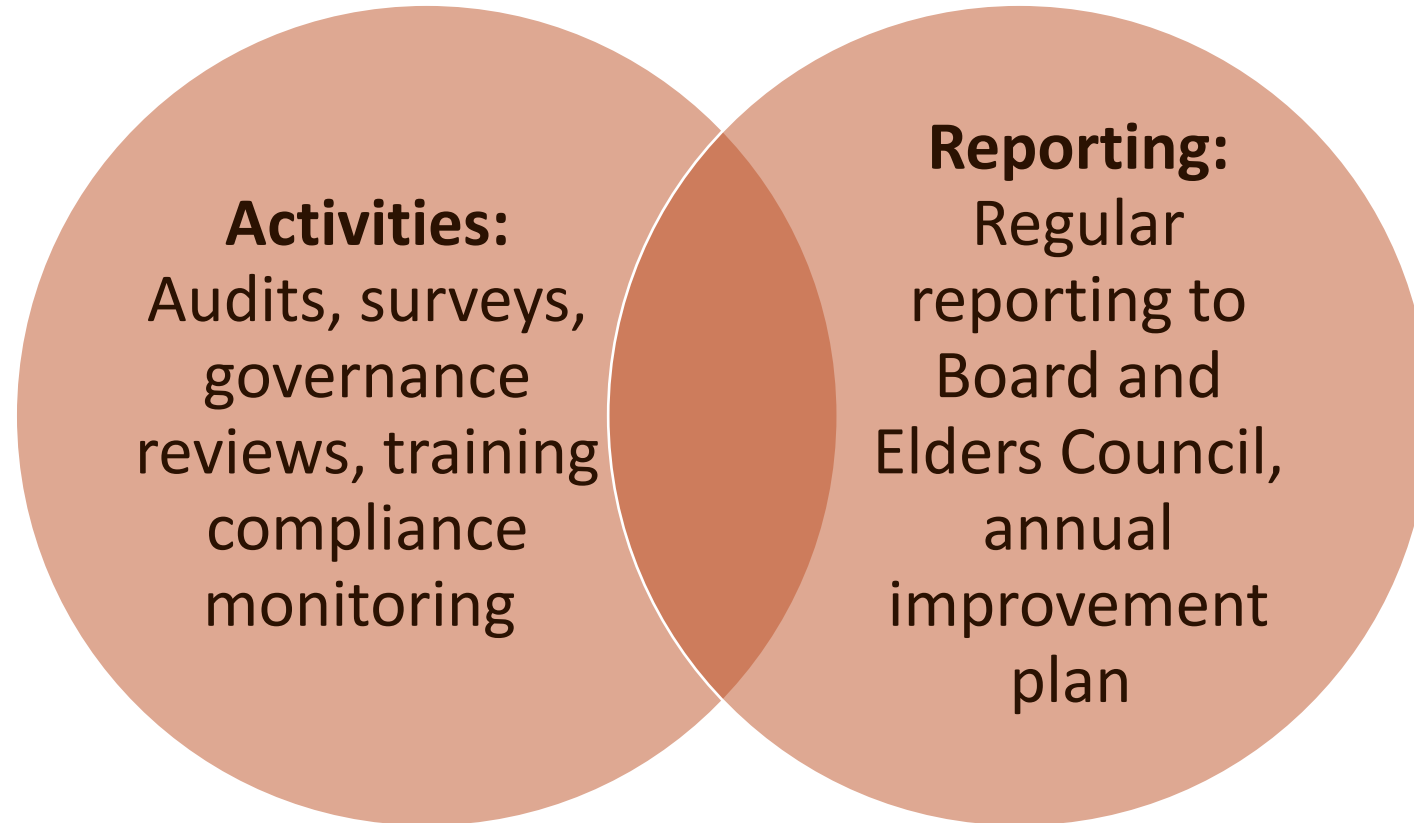 Activities:
Audits, surveys,
governance
reviews, training
compliance
monitoring
Reporting:
Regular
reporting to
Board and
Elders Council,
annual
improvement
plan